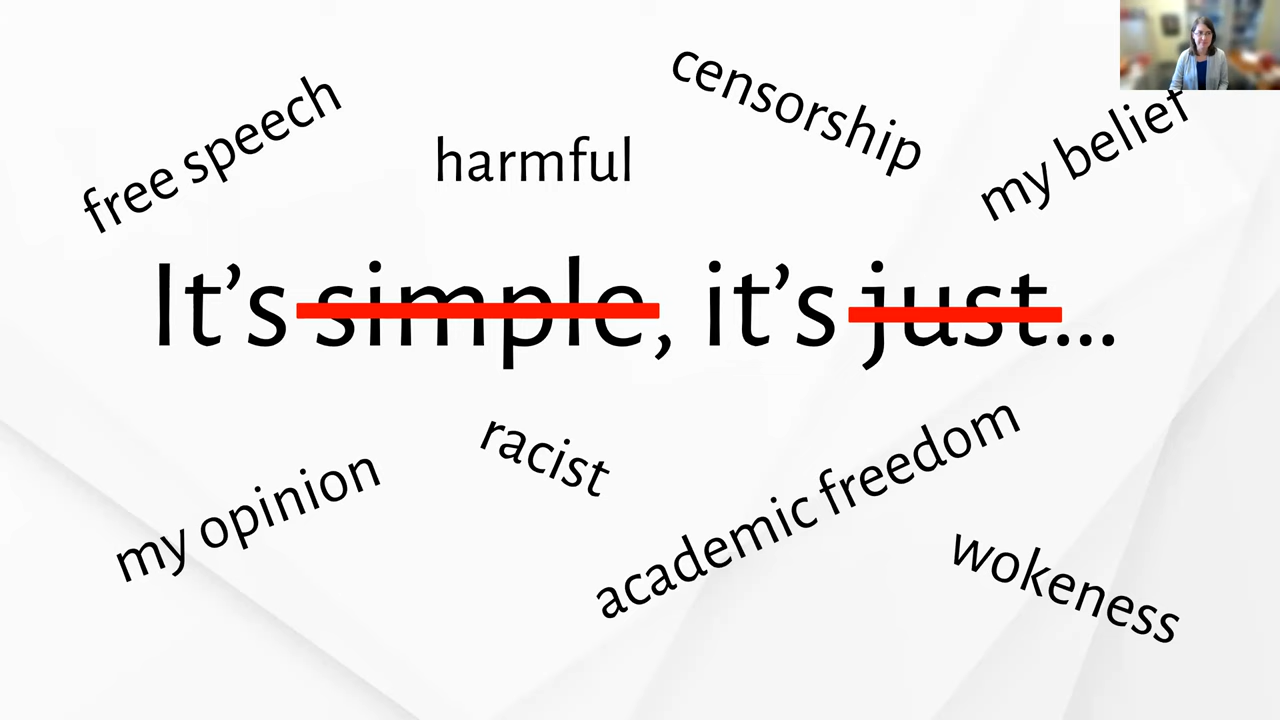 free speech
harmful
censorship
my belief
It's simple, it's just...
my opinion
racist
academic freedom
wokeness